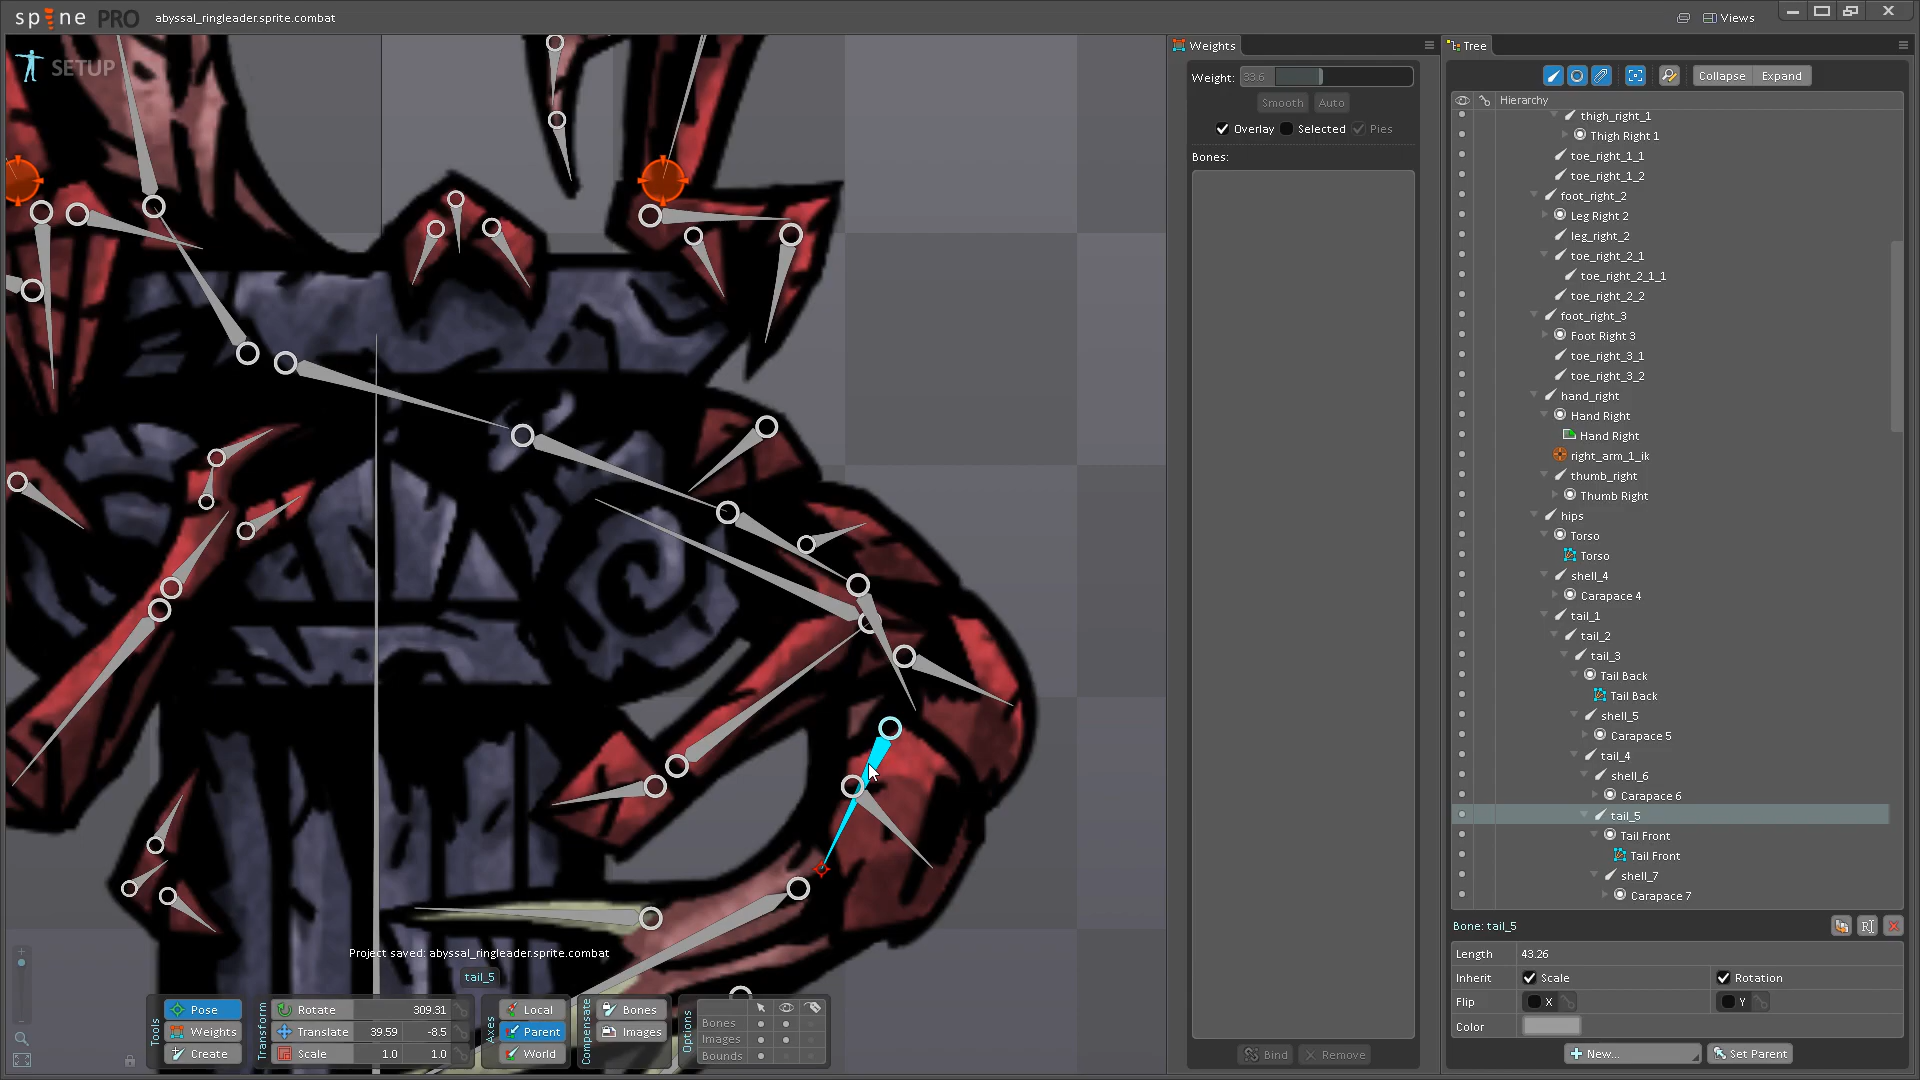 spine PRO abyssal_ringleader.sprite.combat Views
SETUP
Weights
Weight: 33.6
Smooth Auto
Overlay Selected Pies
Bones:
Bind Remove
Tree
Collapse Expand
Hierarchy
thigh_right_1
Thigh Right 1
toe_right_1_1
toe_right_1_2
foot_right_2
Leg Right 2
leg_right_2
toe_right_2_1
toe_right_2_1_1
toe_right_2_2
foot_right_3
Foot Right 3
toe_right_3_1
toe_right_3_2
hand_right
Hand Right
Hand Right
right_arm_1_ik
thumb_right
Thumb Right
hips
Torso
Torso
shell_4
Carapace 4
tail_1
tail_2
tail_3
Tail Back
Tail Back
shell_5
Carapace 5
tail_4
shell_6
Carapace 6
tail_5
Tail Front
Tail Front
shell_7
Carapace 7
Bone: tail_5
Length 43.26
Inherit Scale Rotation
Flip X Y
Color
New... Set Parent
Project saved: abyssal_ringleader.sprite.combat
tail_5
Tools
Pose
Weights
Create
Transform
Rotate 309.31
Translate 39.59 -8.5
Scale 1.0 1.0
Axes
Local
Parent
World
Compensate
Bones
Images
Options
Bones
Images
Bounds